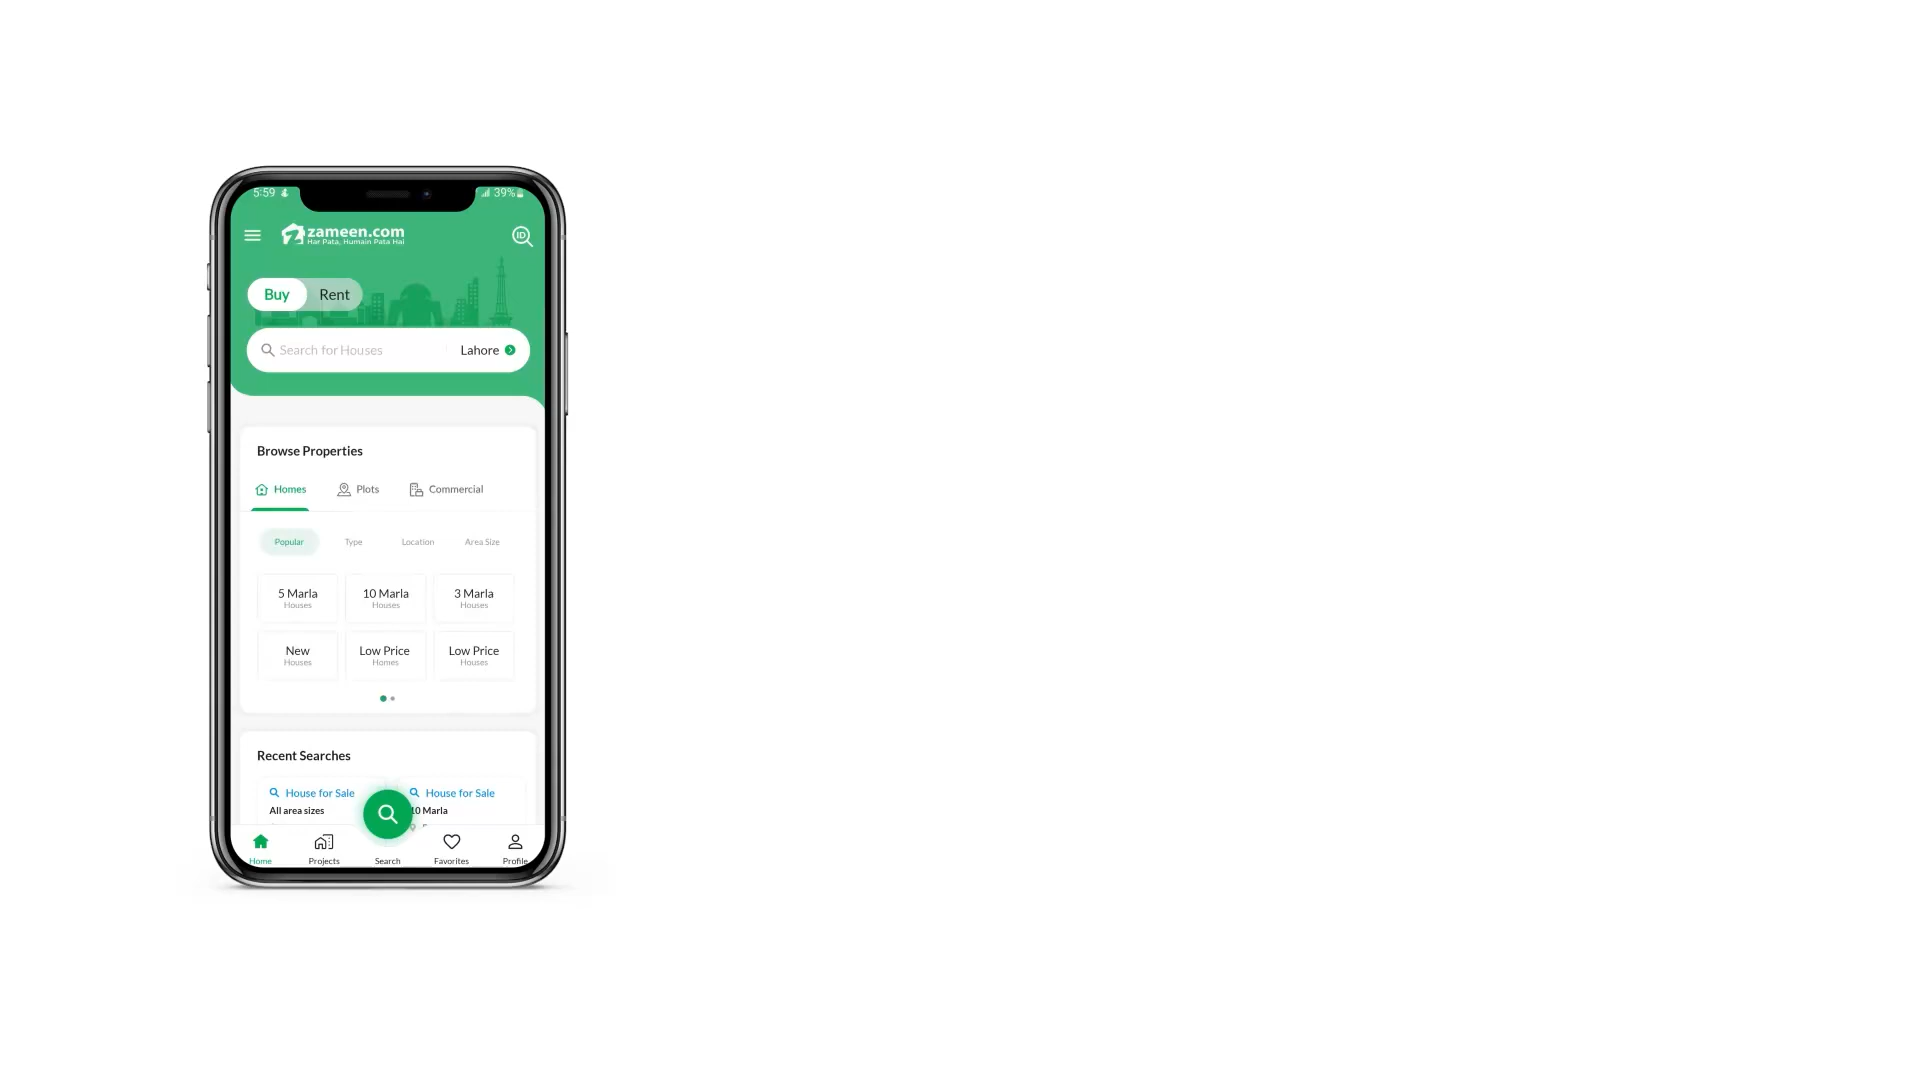 5:59
39%
zameen.com
Har Pata, Humain Pata Hai
ID
Buy Rent
Search for Houses Lahore
Browse Properties
Homes Plots Commercial
Popular Type Location Area Size
5 Marla 10 Marla 3 Marla
Houses Houses Houses
New Low Price Low Price
Houses Homes Houses
Recent Searches
House for Sale House for Sale
All area sizes 10 Marla
Home Projects Search Favorites Profile